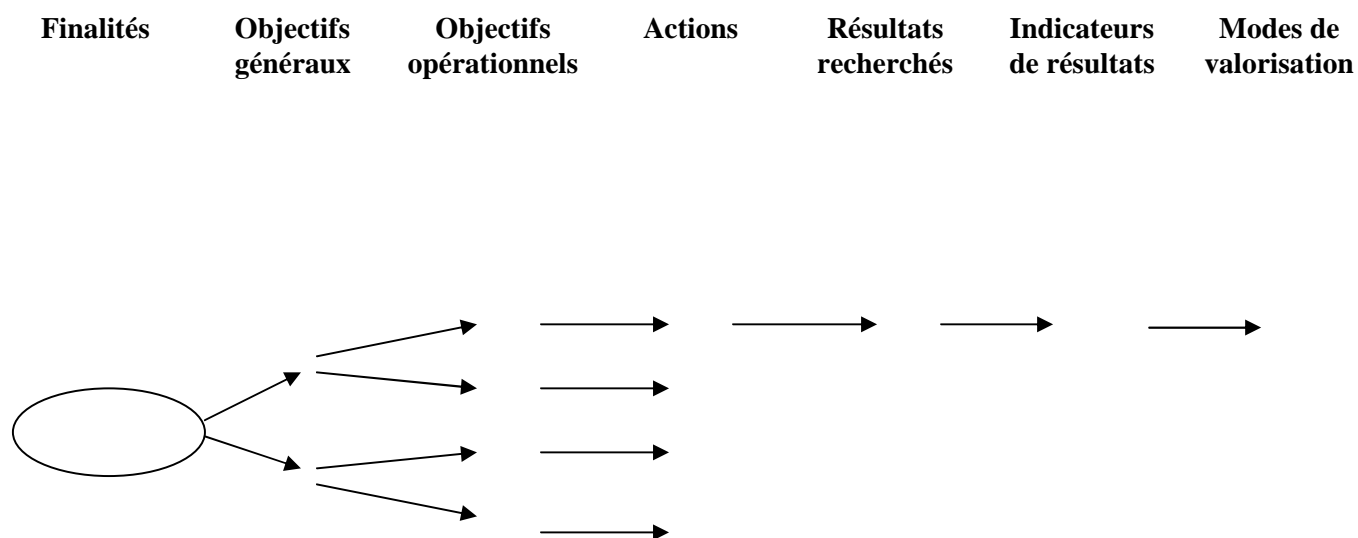 Finalités
Objectifs
généraux
Objectifs
opérationnels
Actions
Résultats
recherchés
Indicateurs
de résultats
Modes de
valorisation